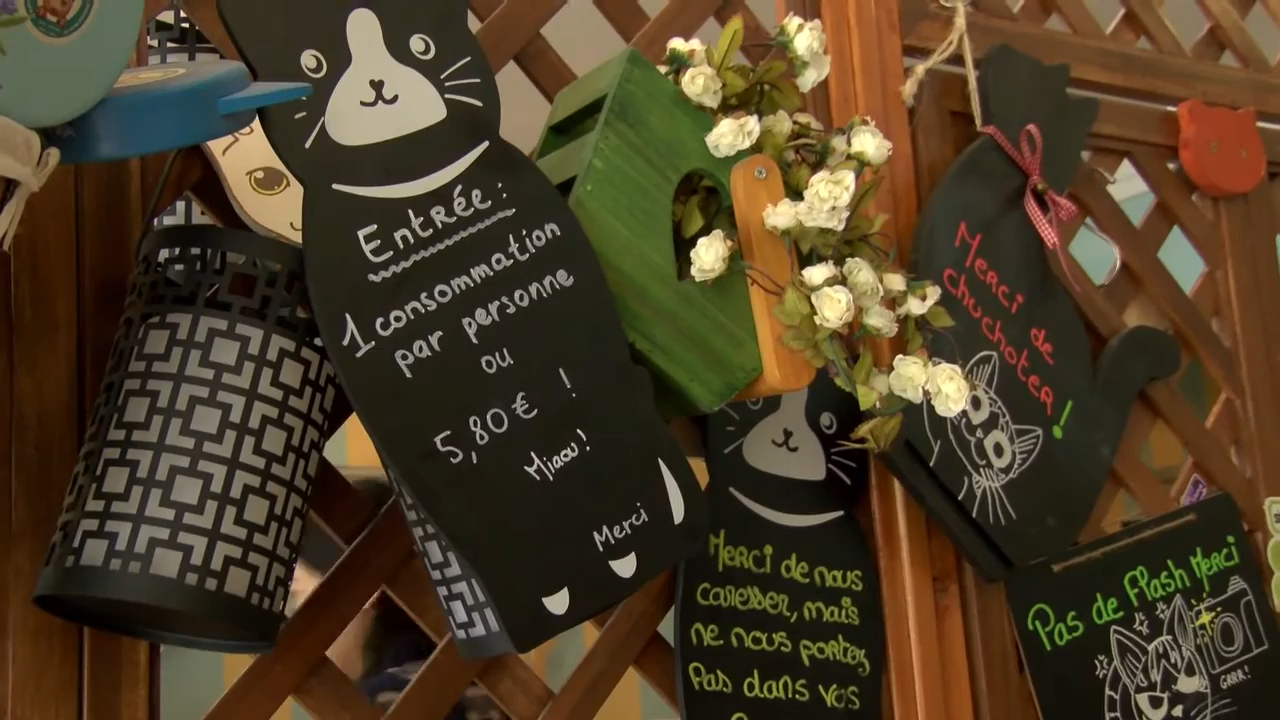 Entrée :
1 consommation
par personne
ou
5,80 € !
Miaou !
Merci
Merci de nous
caresser, mais
ne nous portez
Pas dans vos
Merci de
chuchoter !
Pas de Flash Merci
GRRR!